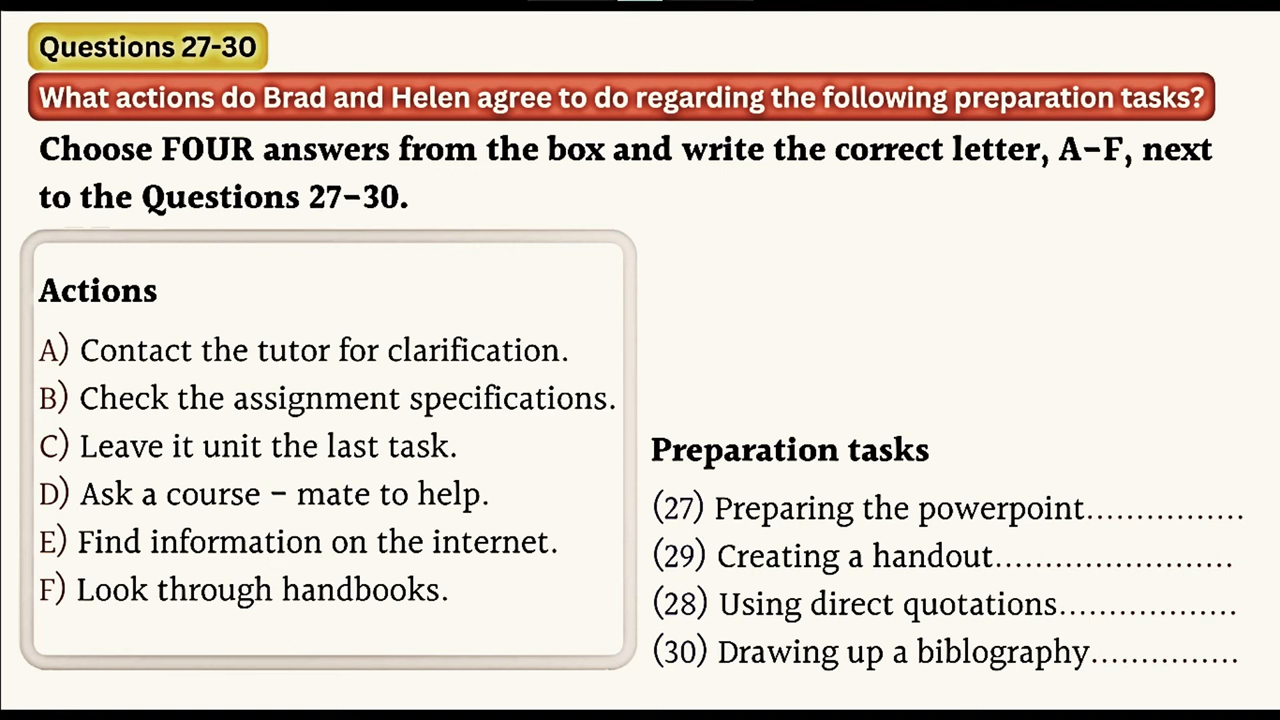 Questions 27-30
What actions do Brad and Helen agree to do regarding the following preparation tasks?
Choose FOUR answers from the box and write the correct letter, A–F, next
to the Questions 27–30.
Actions
A) Contact the tutor for clarification.
B) Check the assignment specifications.
C) Leave it unit the last task.
D) Ask a course – mate to help.
E) Find information on the internet.
F) Look through handbooks.
Preparation tasks
(27) Preparing the powerpoint................
(29) Creating a handout........................
(28) Using direct quotations..................
(30) Drawing up a biblography...............